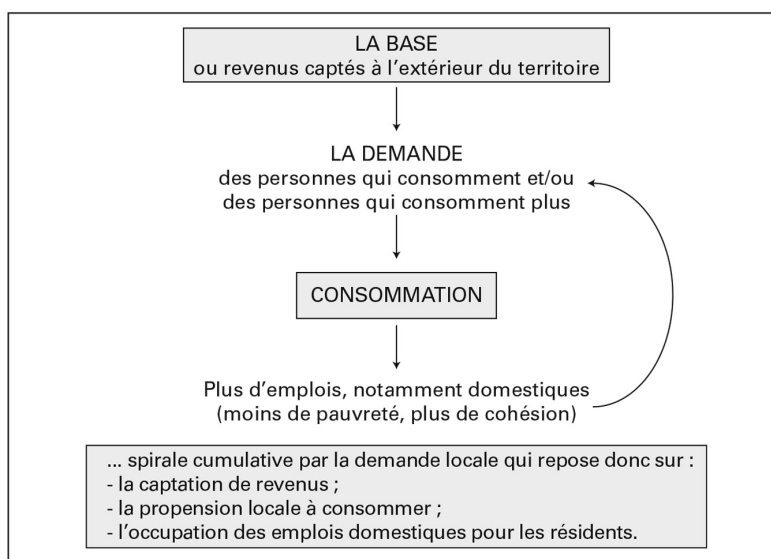 LA BASE
ou revenus captés à l’extérieur du territoire
LA DEMANDE
des personnes qui consomment et/ou
des personnes qui consomment plus
CONSOMMATION
Plus d’emplois, notamment domestiques
(moins de pauvreté, plus de cohésion)
... spirale cumulative par la demande locale qui repose donc sur :
- la captation de revenus ;
- la propension locale à consommer ;
- l’occupation des emplois domestiques pour les résidents.